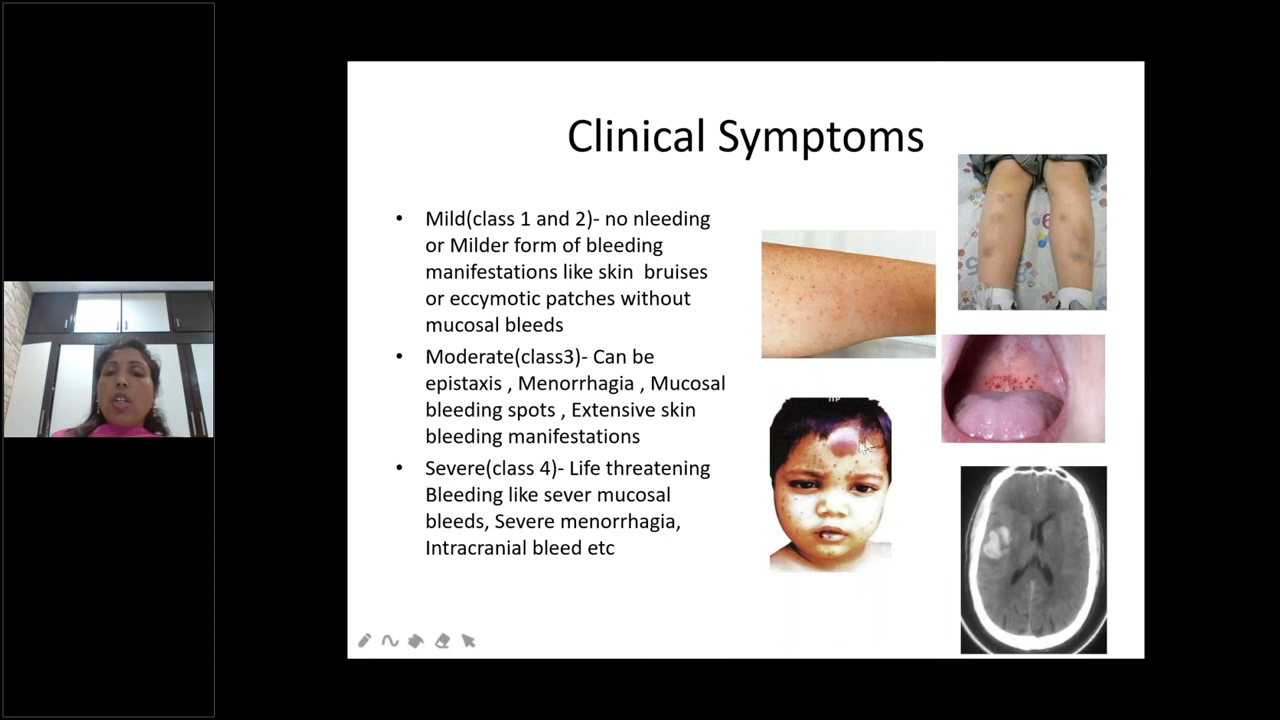 Clinical Symptoms
• Mild(class 1 and 2)- no nleeding
or Milder form of bleeding
manifestations like skin bruises
or eccymotic patches without
mucosal bleeds
• Moderate(class3)- Can be
epistaxis , Menorrhagia , Mucosal
bleeding spots , Extensive skin
bleeding manifestations
• Severe(class 4)- Life threatening
Bleeding like sever mucosal
bleeds, Severe menorrhagia,
Intracranial bleed etc